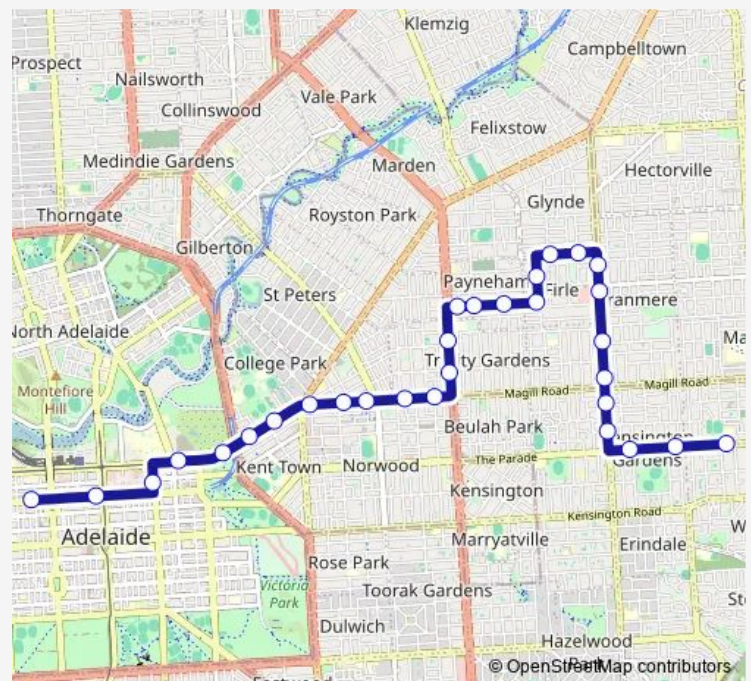 Klemzig
Prospect
Campbelltown
Nailsworth
Vale Park
Collinswood
Felixstow
Medindie Gardens
Marden
Hectorville
Glynde
Thorngate
Royston Park
Gilberton
Payneham
Firle
St Peters
ranmere
North Adelaide
College Park
Gardens
Montefiore
Hill
Magill Road
Magill Road
Beulah Park
Kent Town
Norwood
The Parade
Gardens
Kensington
Kensington Road
Adelaide
Marryatville
Erindale
Rose Park
Victoria
Park
Toorak Gardens
Dulwich
Hazelwood
© OpenStreetMap contributors